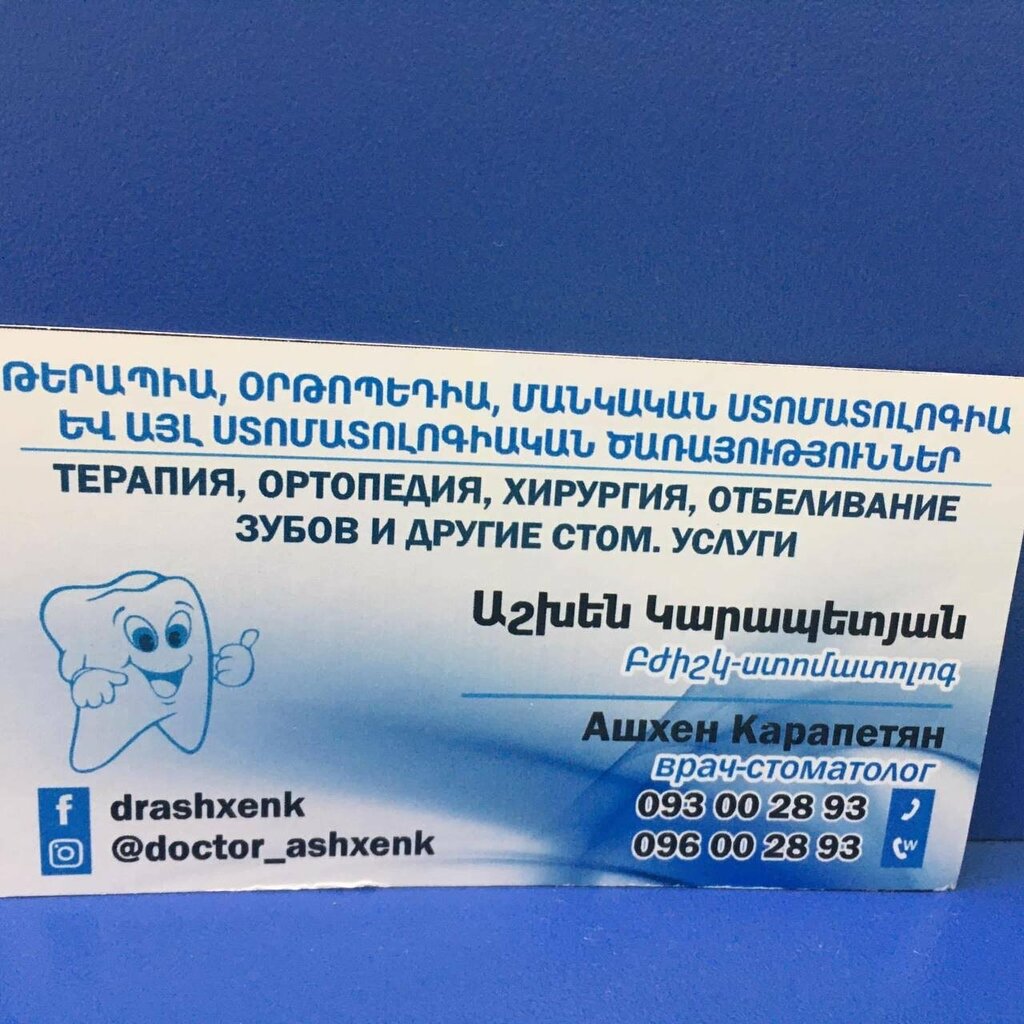 ԹԵՐԱՊԻԱ, ՕՐԹՈՊԵԴԻԱ, ՄԱՆԿԱԿԱՆ ՍՏՈՄԱՏՈԼՈԳԻԱ
ԵՎ ԱՅԼ ՍՏՈՄԱՏՈԼՈԳԻԱԿԱՆ ԾԱՌԱՅՈՒԹՅՈՒՆՆԵՐ
ТЕРАПИЯ, ОРТОПЕДИЯ, ХИРУРГИЯ, ОТБЕЛИВАНИЕ
ЗУБОВ И ДРУГИЕ СТОМ. УСЛУГИ
Աշխեն Կարապետյան
Բժիշկ-ստոմատոլոգ
Ашхен Карапетян
врач-стоматолог
093 00 28 93
096 00 28 93
drashxenk
@doctor_ashxenk